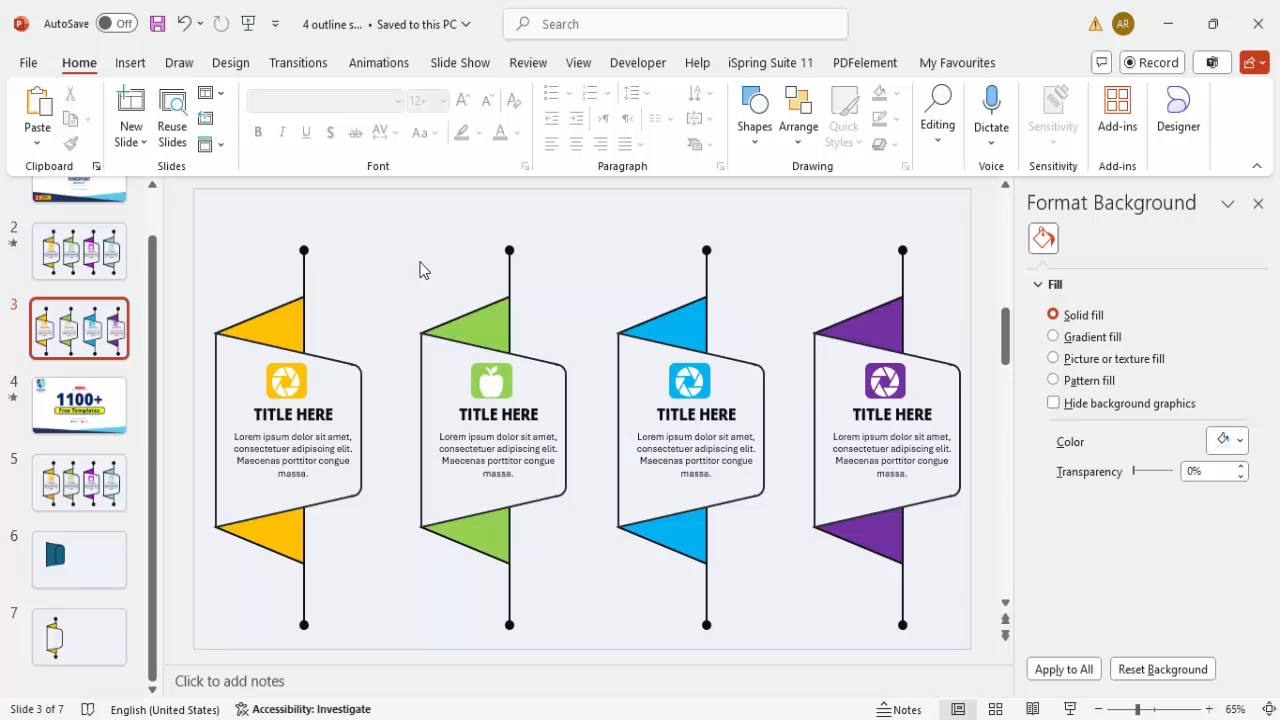 AutoSave Off
4 outline s... • Saved to this PC
Search
AR
File Home Insert Draw Design Transitions Animations Slide Show Review View Developer Help iSpring Suite 11 PDFelement My Favourites
Record
Paste
New Slide
Reuse Slides
12+
Shapes
Arrange
Quick Styles
Editing
Dictate
Sensitivity
Add-ins
Designer
Clipboard
Slides
Font
Paragraph
Drawing
Voice
Sensitivity
Add-ins
2
3
4
1100+
Free Templates
5
6
7
TITLE HERE
Lorem ipsum dolor sit amet,
consectetuer adipiscing elit.
Maecenas porttitor congue
massa.
TITLE HERE
Lorem ipsum dolor sit amet,
consectetuer adipiscing elit.
Maecenas porttitor congue
massa.
TITLE HERE
Lorem ipsum dolor sit amet,
consectetuer adipiscing elit.
Maecenas porttitor congue
massa.
TITLE HERE
Lorem ipsum dolor sit amet,
consectetuer adipiscing elit.
Maecenas porttitor congue
massa.
Format Background
Fill
Solid fill
Gradient fill
Picture or texture fill
Pattern fill
Hide background graphics
Color
Transparency 0%
Apply to All
Reset Background
Click to add notes
Slide 3 of 7
English (United States)
Accessibility: Investigate
Notes
65%